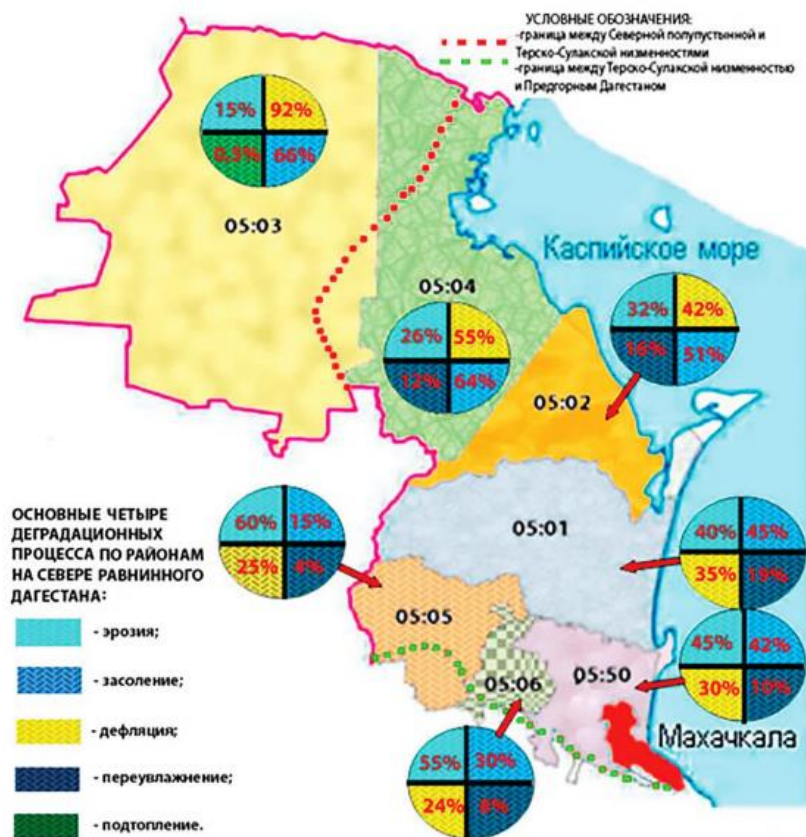 УСЛОВНЫЕ ОБОЗНАЧЕНИЯ:
-граница между Северной полупустынной и
Терско-Сулакской низменностями
-граница между Терско-Сулакской низменностью
и Предгорным Дагестаном
15% 92%
0,3% 66%
05:03
Каспийское море
05:04
26% 55%
12% 64%
32% 42%
16% 51%
05:02
ОСНОВНЫЕ ЧЕТЫРЕ
ДЕГРАДАЦИОННЫХ
ПРОЦЕССА ПО РАЙОНАМ
НА СЕВЕРЕ РАВНИННОГО
ДАГЕСТАНА:
- эрозия;
- засоление;
- дефляция;
- переувлажнение;
- подтопление.
60% 15%
25% 4%
05:01
40% 45%
35% 19%
05:05
05:06
05:50
45% 42%
30% 10%
Махачкала
55% 30%
24% 8%